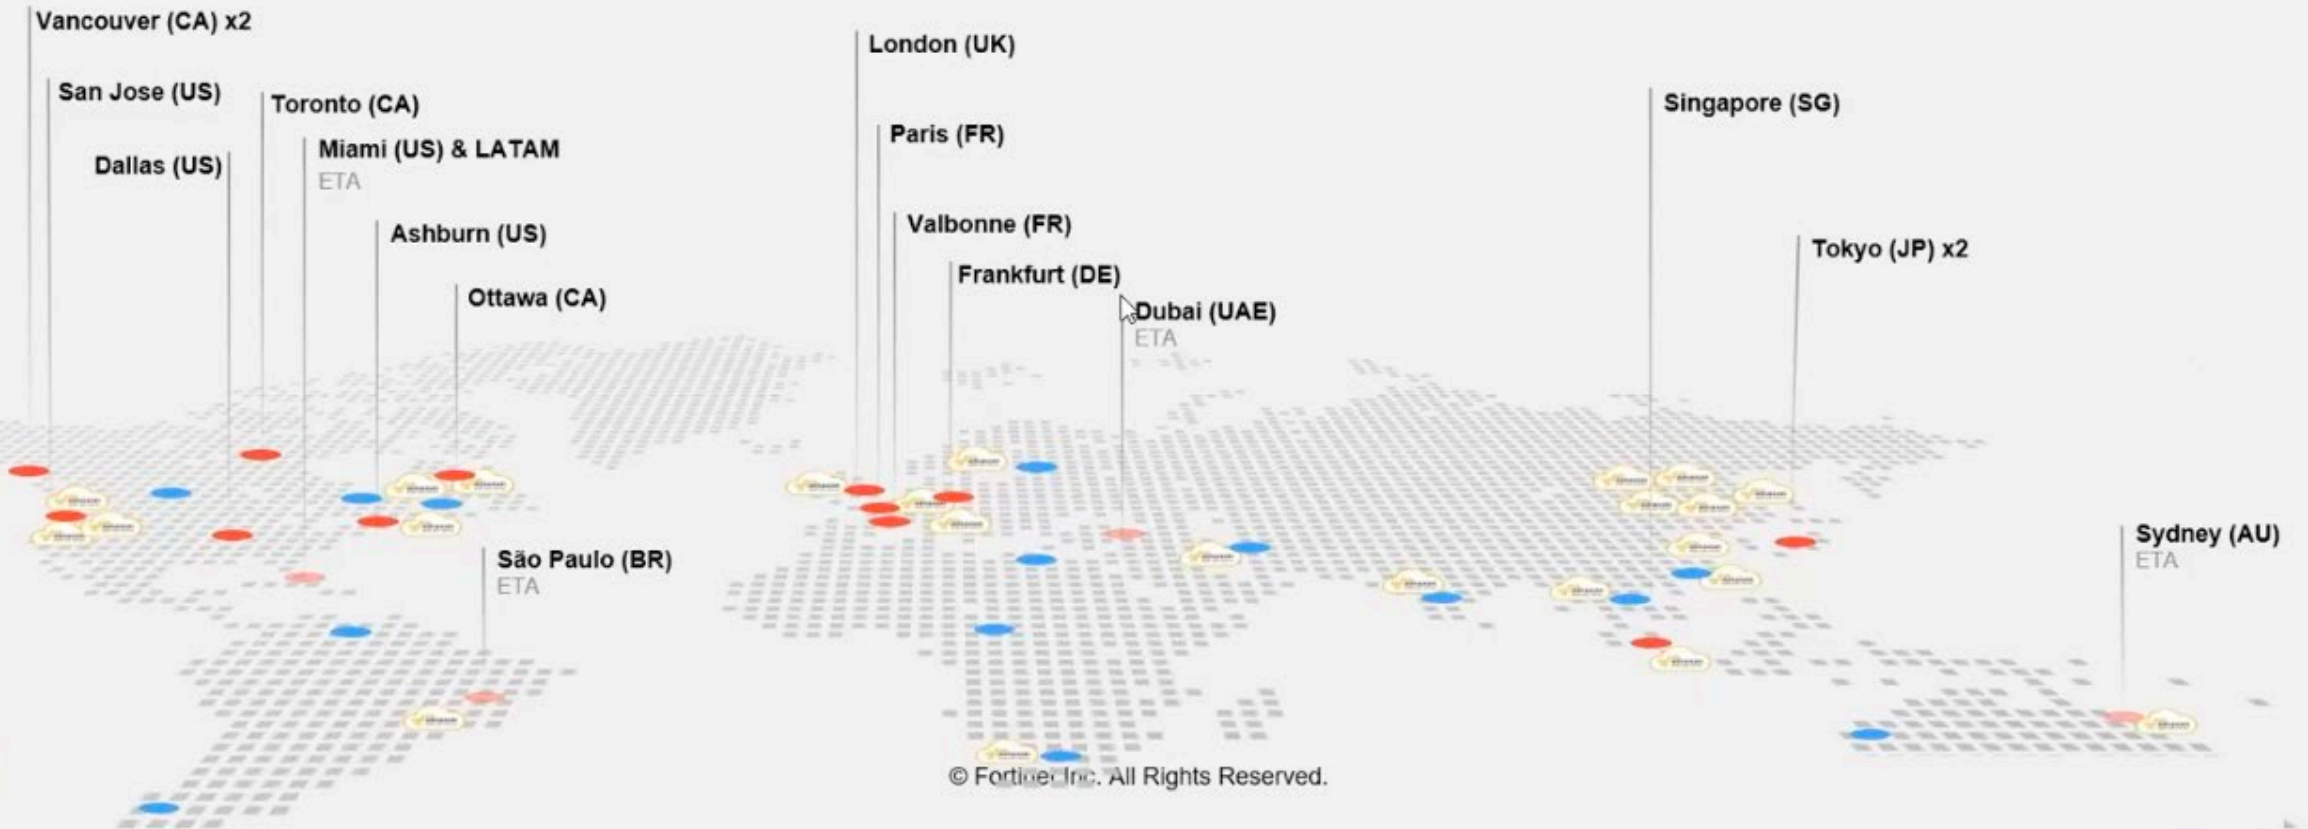 Vancouver (CA) x2
London (UK)
San Jose (US)
Toronto (CA)
Singapore (SG)
Paris (FR)
Miami (US) & LATAM
ETA
Dallas (US)
Valbonne (FR)
Ashburn (US)
Tokyo (JP) x2
Frankfurt (DE)
Ottawa (CA)
Dubai (UAE)
ETA
Sydney (AU)
ETA
São Paulo (BR)
ETA
© Fortinet Inc. All Rights Reserved.